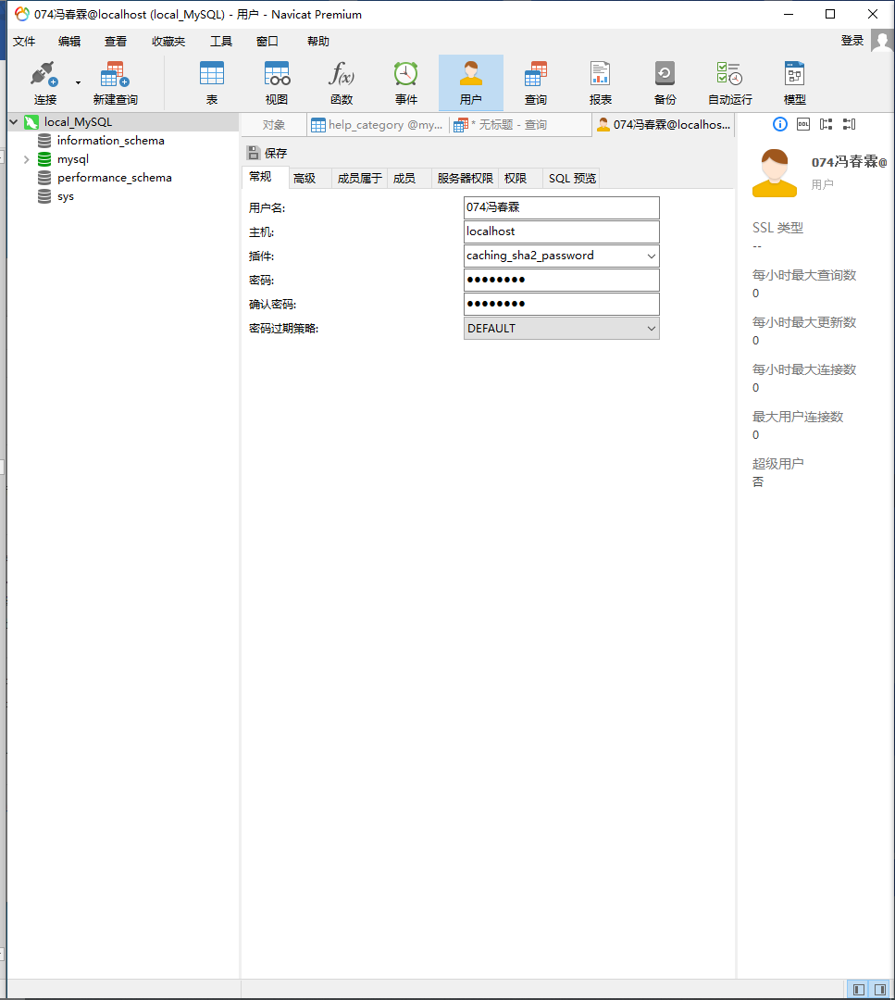 074冯春霖@localhost (local_MySQL) - 用户 - Navicat Premium
文件 编辑 查看 收藏夹 工具 窗口 帮助 登录
连接 新建查询 表 视图 函数 事件 用户 查询 报表 备份 自动运行 模型
local_MySQL
information_schema
mysql
performance_schema
sys
对象 help_category @my... * 无标题 - 查询 074冯春霖@localhos...
保存
常规 高级 成员属于 成员 服务器权限 权限 SQL 预览
用户名: 074冯春霖
主机: localhost
插件: caching_sha2_password
密码: ●●●●●●●●
确认密码: ●●●●●●●●
密码过期策略: DEFAULT
DDL
074冯春霖@
用户
SSL 类型
--
每小时最大查询数
0
每小时最大更新数
0
每小时最大连接数
0
最大用户连接数
0
超级用户
否